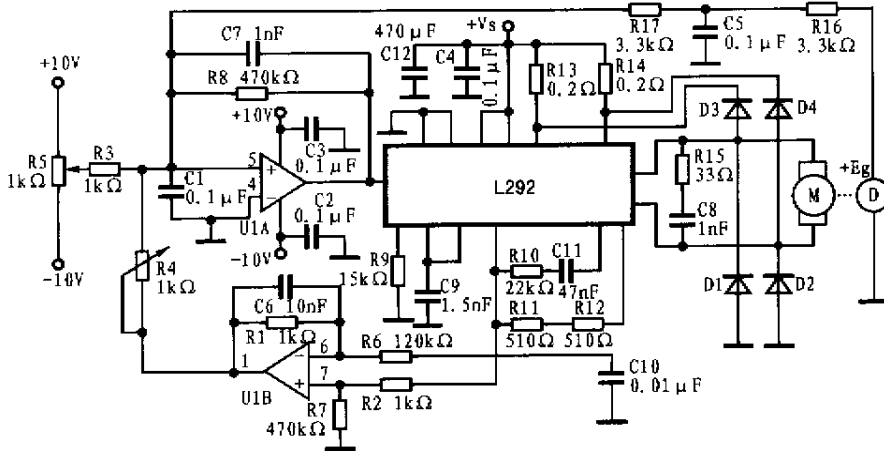 C7 1nF
R8 470kΩ
+10V
-10V
R5
1kΩ
R3
1kΩ
C1
0.1μF
R4
1kΩ
+10V
C3
0.1μF
5
+
4
-
U1A
C2
0.1μF
-10V
470μF
C12
C4
0.1μF
+Vs
R13
0.2Ω
R14
0.2Ω
R17
3.3kΩ
C5
0.1μF
R16
3.3kΩ
L292
D3
D4
R15
33Ω
C8
1nF
D1
D2
+Eg
M
D
R9
15kΩ
C9
1.5nF
R10
22kΩ
C11
47nF
R11
510Ω
R12
510Ω
C6 10nF
R1 1kΩ
1
6
-
7
+
U1B
R6
120kΩ
R2 1kΩ
R7
470kΩ
C10
0.01μF